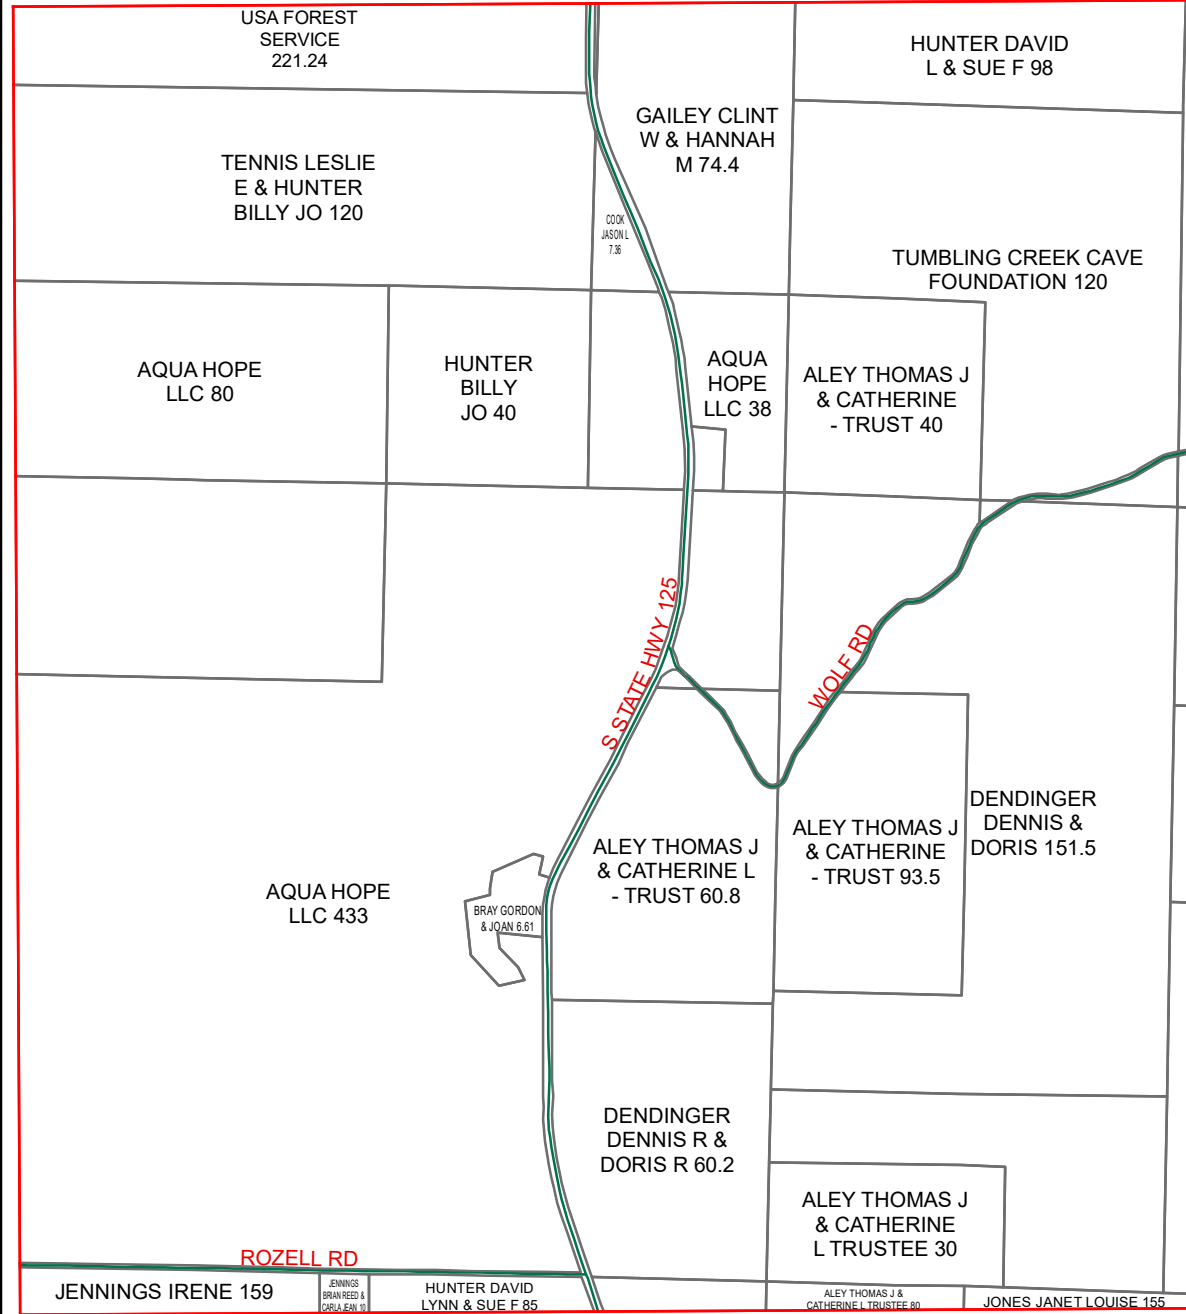 USA FOREST
SERVICE
221.24
HUNTER DAVID
L & SUE F 98
GAILEY CLINT
W & HANNAH
M 74.4
TENNIS LESLIE
E & HUNTER
BILLY JO 120
COOK
JASON L
7.36
TUMBLING CREEK CAVE
FOUNDATION 120
AQUA HOPE
LLC 80
HUNTER
BILLY
JO 40
AQUA
HOPE
LLC 38
ALEY THOMAS J
& CATHERINE
- TRUST 40
S STATE HWY 125
WOLF RD
DENDINGER
DENNIS &
DORIS 151.5
ALEY THOMAS J
& CATHERINE L
- TRUST 60.8
ALEY THOMAS J
& CATHERINE
- TRUST 93.5
AQUA HOPE
LLC 433
BRAY GORDON
& JOAN 6.61
DENDINGER
DENNIS R &
DORIS R 60.2
ALEY THOMAS J
& CATHERINE
L TRUSTEE 30
ROZELL RD
JENNINGS IRENE 159
JENNINGS
BRIAN REED &
CARLA JEAN 10
HUNTER DAVID
LYNN & SUE F 85
ALEY THOMAS J &
CATHERINE L TRUSTEE 80
JONES JANET LOUISE 155